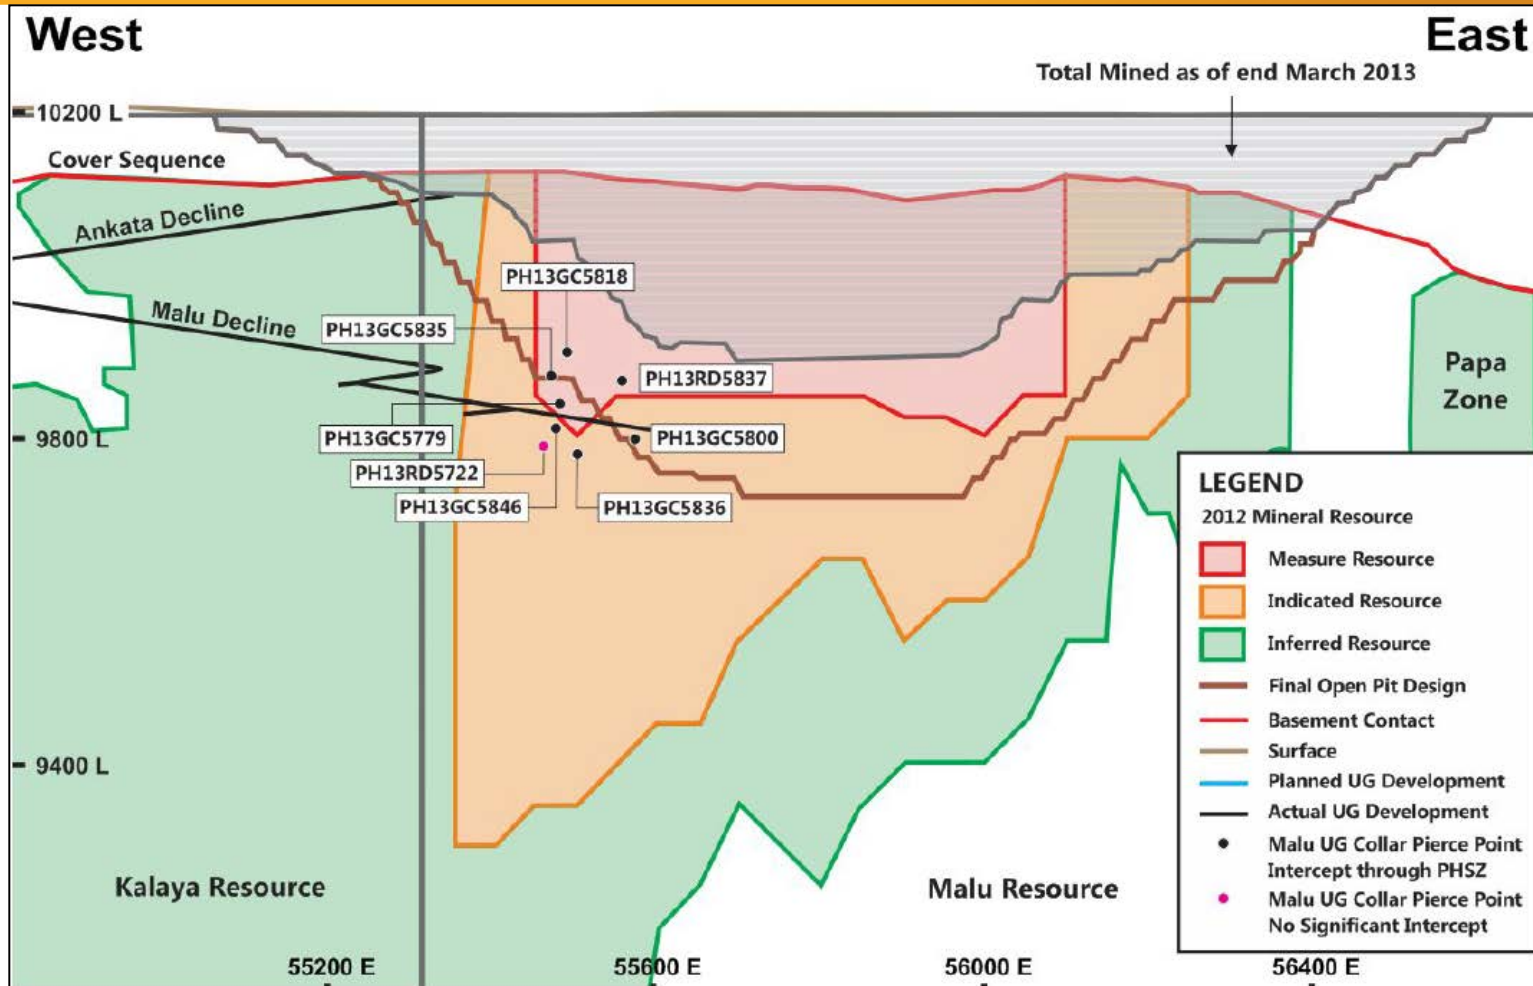 West
East
Total Mined as of end March 2013
10200 L
Cover Sequence
Ankata Decline
Malu Decline
PH13GC5818
PH13GC5835
PH13RD5837
PH13GC5779
PH13GC5800
9800 L
PH13RD5722
PH13GC5846
PH13GC5836
Papa
Zone
LEGEND
2012 Mineral Resource
Measure Resource
Indicated Resource
Inferred Resource
Final Open Pit Design
Basement Contact
Surface
Planned UG Development
Actual UG Development
Malu UG Collar Pierce Point
Intercept through PHSZ
Malu UG Collar Pierce Point
No Significant Intercept
9400 L
Kalaya Resource
Malu Resource
55200 E
55600 E
56000 E
56400 E